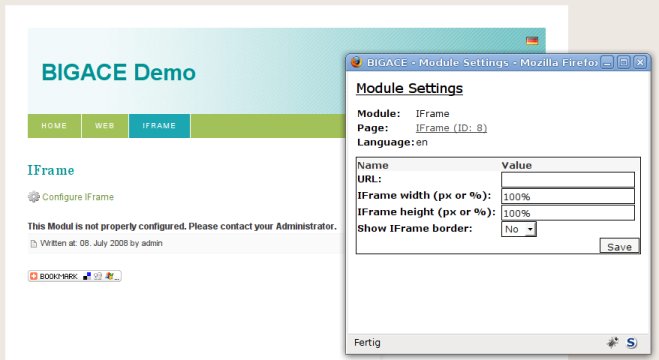 BIGACE Demo
HOME WEB IFRAME
IFrame
Configure IFrame
This Modul is not properly configured. Please contact your Administrator.
Written at: 08. July 2008 by admin
BOOKMARK
BIGACE - Module Settings - Mozilla Firefox
Module Settings
Module: IFrame
Page: IFrame (ID: 8)
Language: en
Name Value
URL:
IFrame width (px or %): 100%
IFrame height (px or %): 100%
Show IFrame border: No
Save
Fertig
S